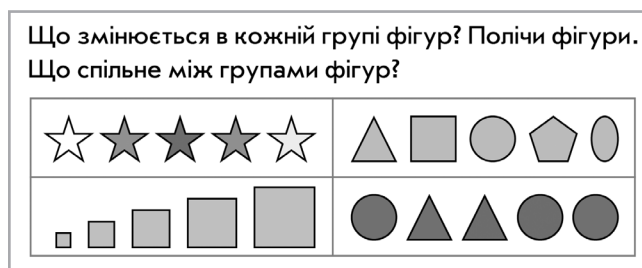 Що змінюється в кожній групі фігур? Полічи фігури.
Що спільне між групами фігур?